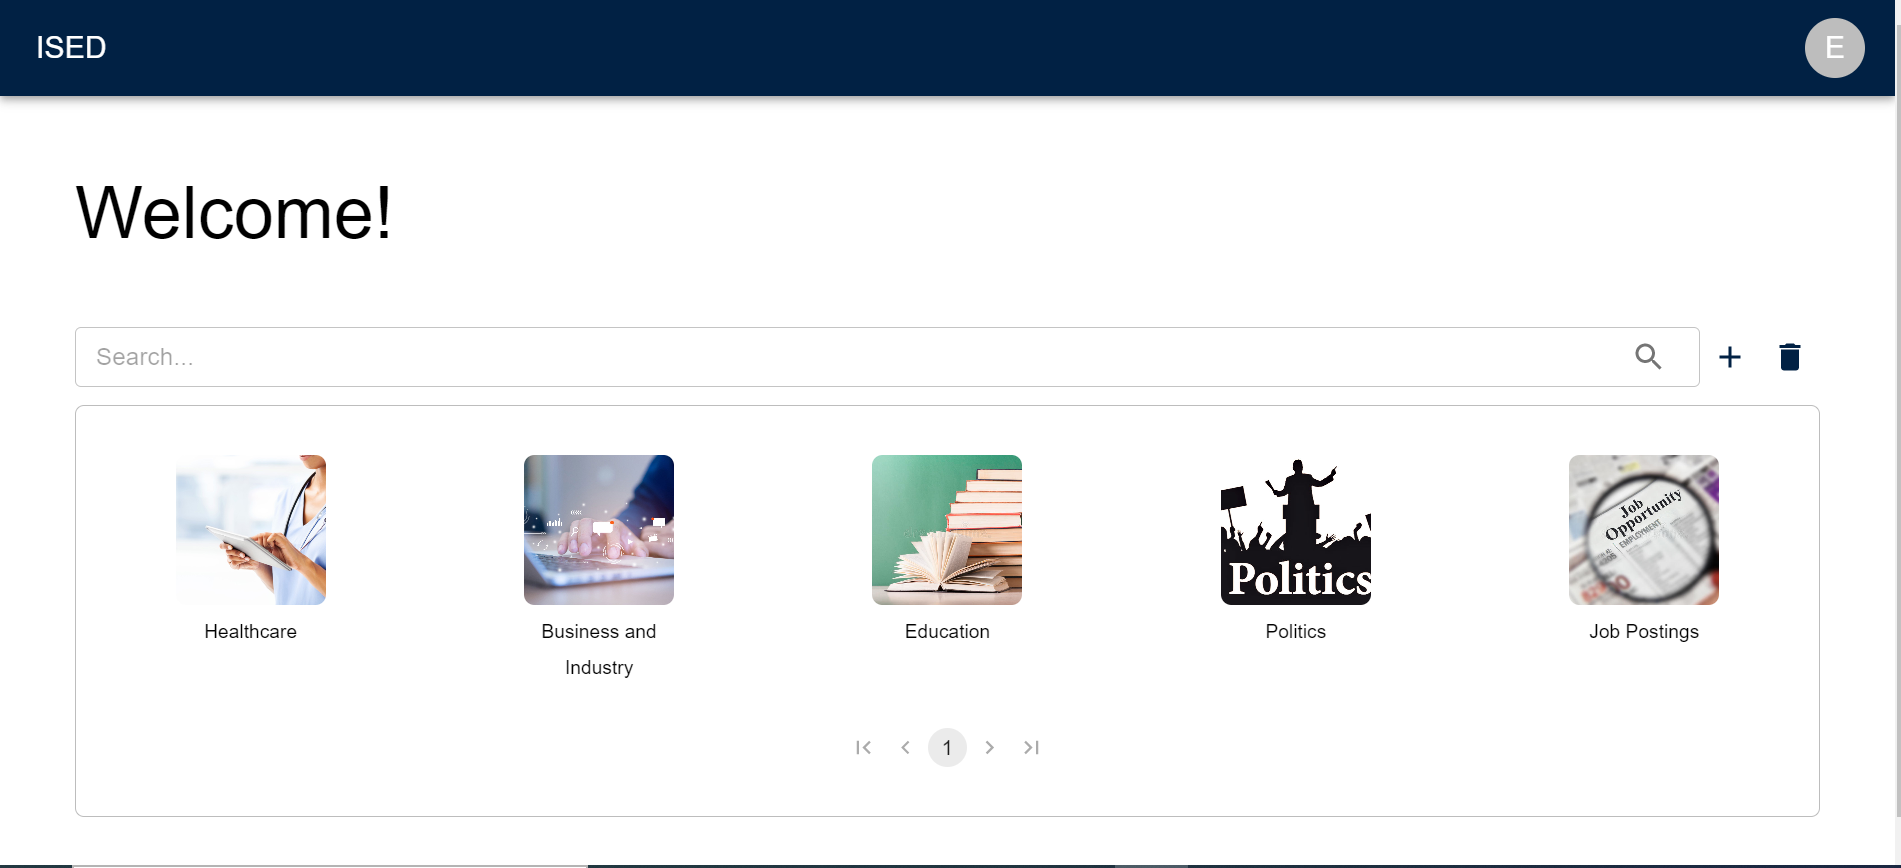 ISED
E
Welcome!
Search...
Politics
Job
Opportunity
EMPLOYMENT
Healthcare
Business and
Industry
Education
Politics
Job Postings
1